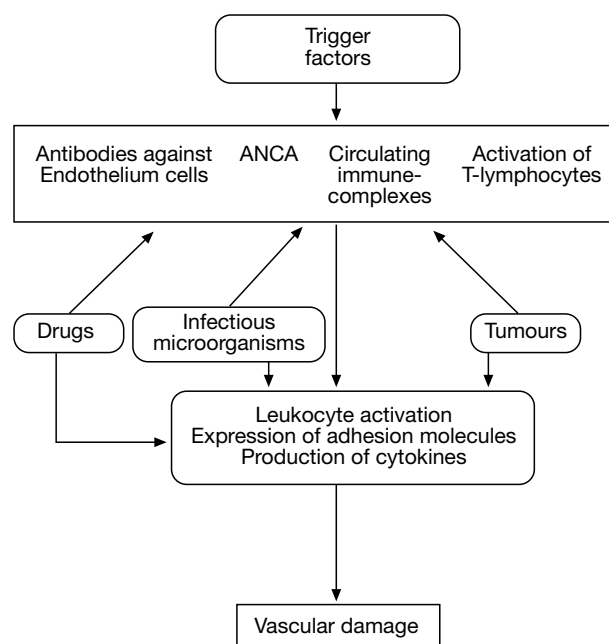 Trigger
factors
Antibodies against
Endothelium cells
ANCA
Circulating
immune-
complexes
Activation of
T-lymphocytes
Drugs
Infectious
microorganisms
Tumours
Leukocyte activation
Expression of adhesion molecules
Production of cytokines
Vascular damage